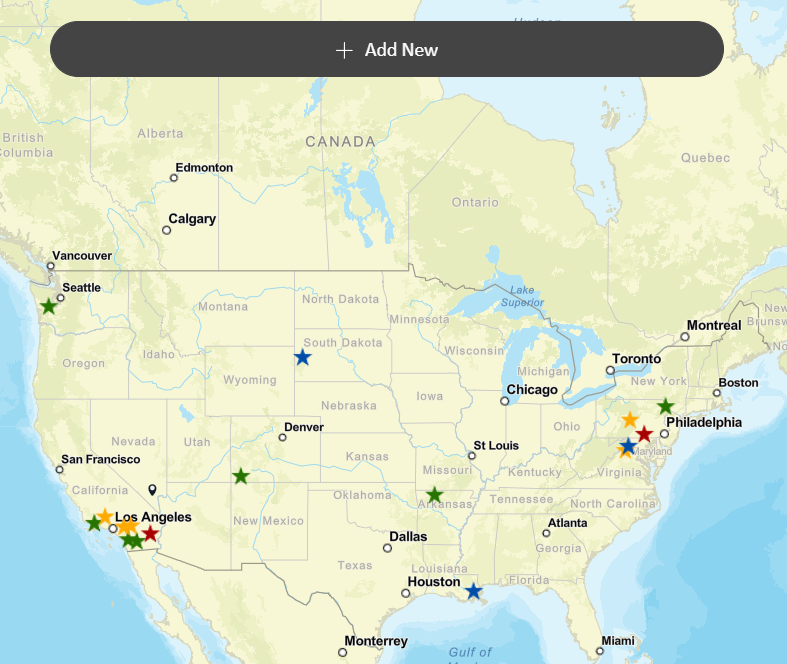 Hudson
+ Add New
British
Columbia
Alberta
CANADA
Quebec
Edmonton
Ontario
Calgary
Vancouver
Seattle
Lake
Superior
North Dakota
Montana
Minnesota
Montreal
New
Brunsw
No
South Dakota
Oregon
Idaho
Wisconsin
Toronto
Michigan
Wyoming
New York
Boston
Chicago
Iowa
Nebraska
Philadelphia
Denver
Ohio
Nevada
Utah
St Louis
Maryland
San Francisco
Kansas
Missouri
Kentucky
Virginia
California
Oklahoma
Arkansas
Tennessee
North Carolina
Los Angeles
New Mexico
Atlanta
Dallas
Georgia
Texas
Louisiana
Houston
Florida
Monterrey
Miami
Gulf of